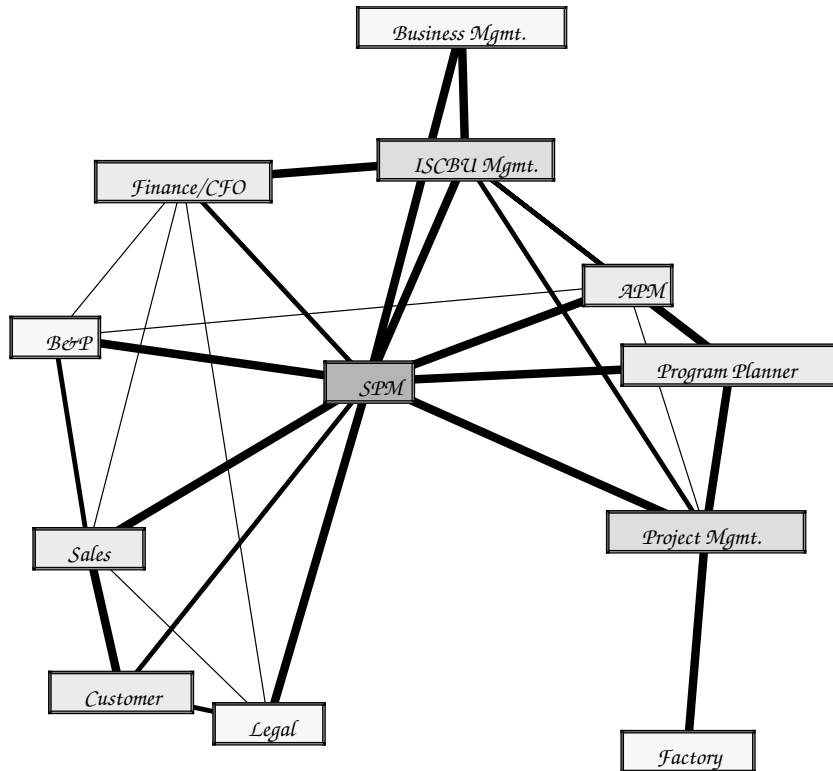 Business Mgmt.
ISCBU Mgmt.
Finance/CFO
APM
B&P
Program Planner
SPM
Project Mgmt.
Sales
Customer
Legal
Factory